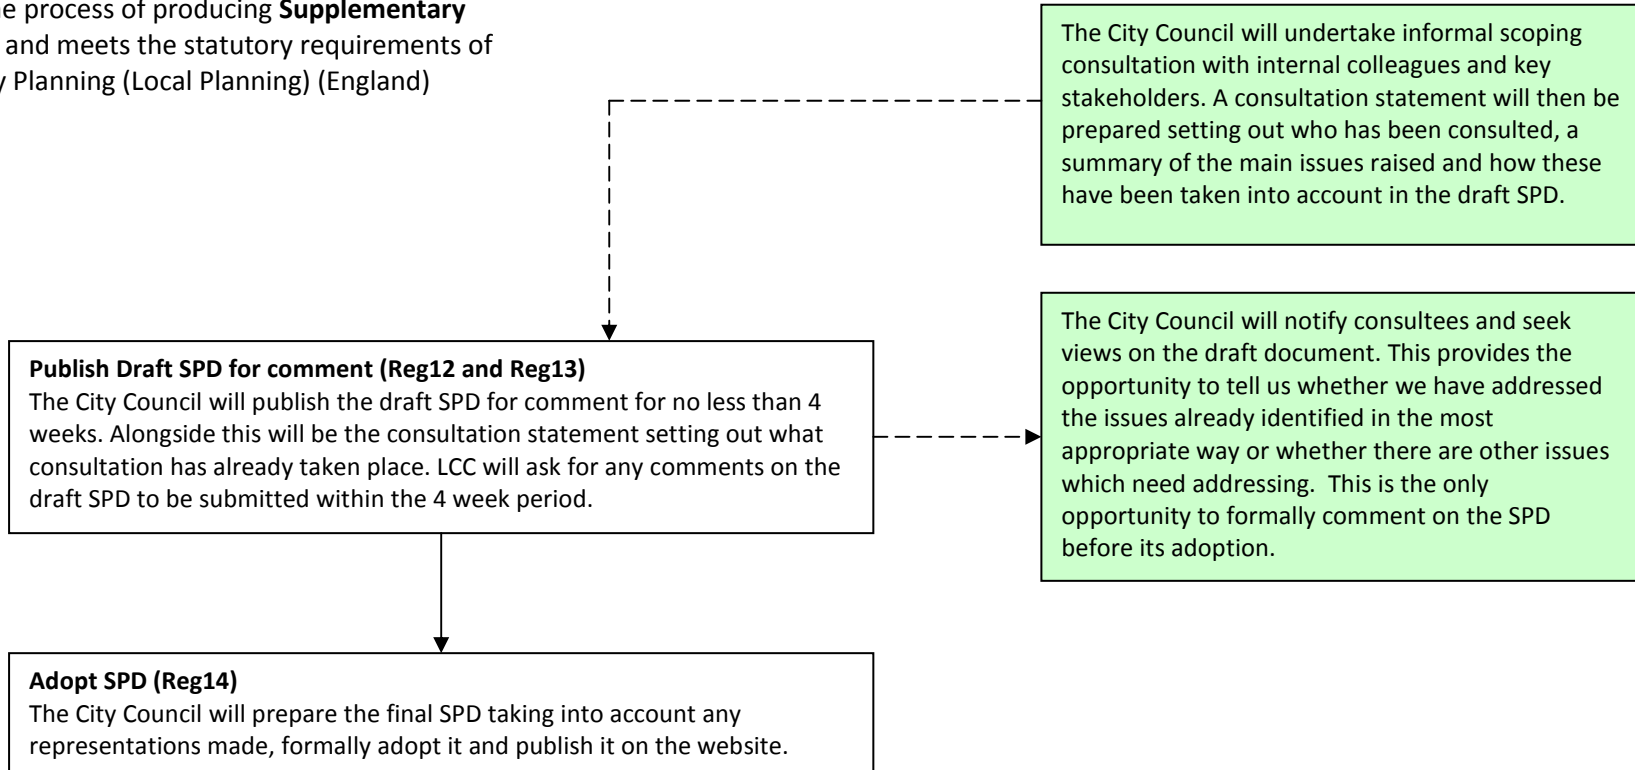 e process of producing Supplementary
and meets the statutory requirements of
Planning (Local Planning) (England)
The City Council will undertake informal scoping
consultation with internal colleagues and key
stakeholders. A consultation statement will then be
prepared setting out who has been consulted, a
summary of the main issues raised and how these
have been taken into account in the draft SPD.
Publish Draft SPD for comment (Reg12 and Reg13)
The City Council will publish the draft SPD for comment for no less than 4
weeks. Alongside this will be the consultation statement setting out what
consultation has already taken place. LCC will ask for any comments on the
draft SPD to be submitted within the 4 week period.
The City Council will notify consultees and seek
views on the draft document. This provides the
opportunity to tell us whether we have addressed
the issues already identified in the most
appropriate way or whether there are other issues
which need addressing.  This is the only
opportunity to formally comment on the SPD
before its adoption.
Adopt SPD (Reg14)
The City Council will prepare the final SPD taking into account any
representations made, formally adopt it and publish it on the website.